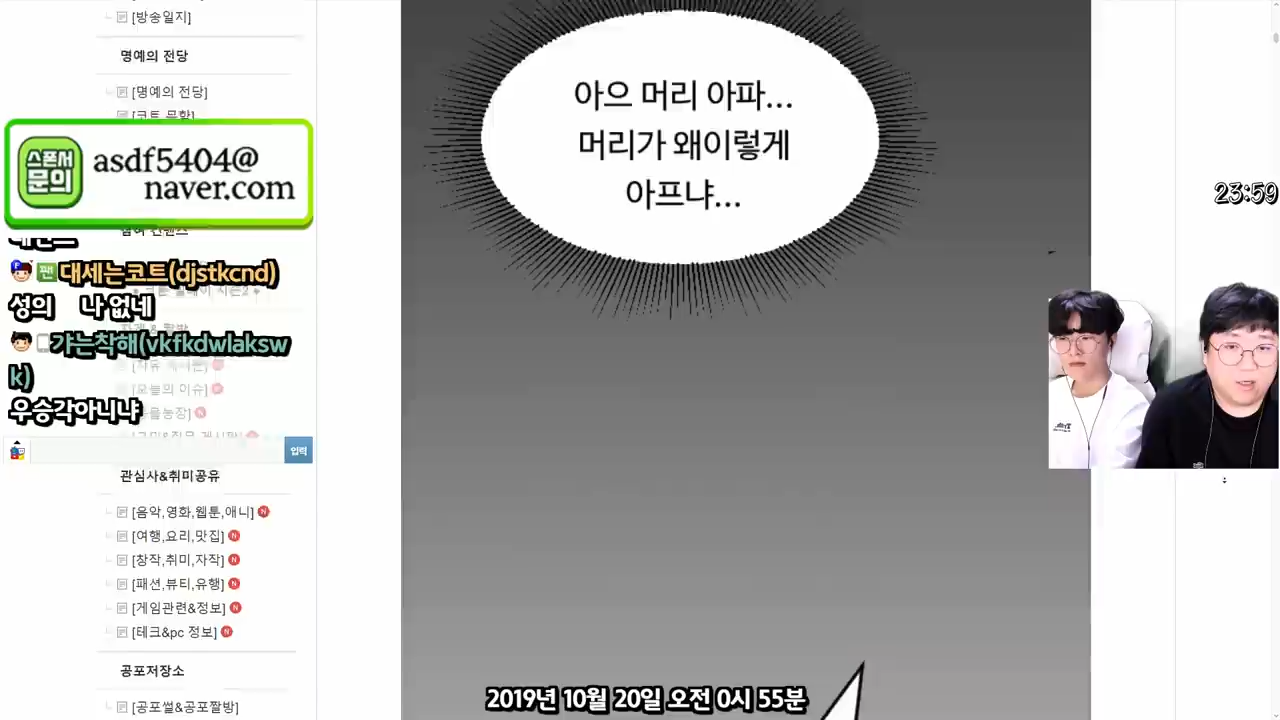 [방송일지]
명예의 전당
[명예의 전당]
스폰서
문의
asdf5404@
naver.com
팬 대세는코트(djstkcnd)
성의 나 없네
갸는착해(vkfkdwlaksw
k)
우승각아니냐
[오늘의 이슈] N
입력
관심사&취미공유
[음악,영화,웹툰,애니] N
[여행,요리,맛집] N
[창작,취미,자작] N
[패션,뷰티,유행] N
[게임관련&정보] N
[테크&pc 정보] N
공포저장소
[공포썰&공포짤방]
아으 머리 아파...
머리가 왜이렇게
아프냐...
2019년 10월 20일 오전 0시 55분
23:59